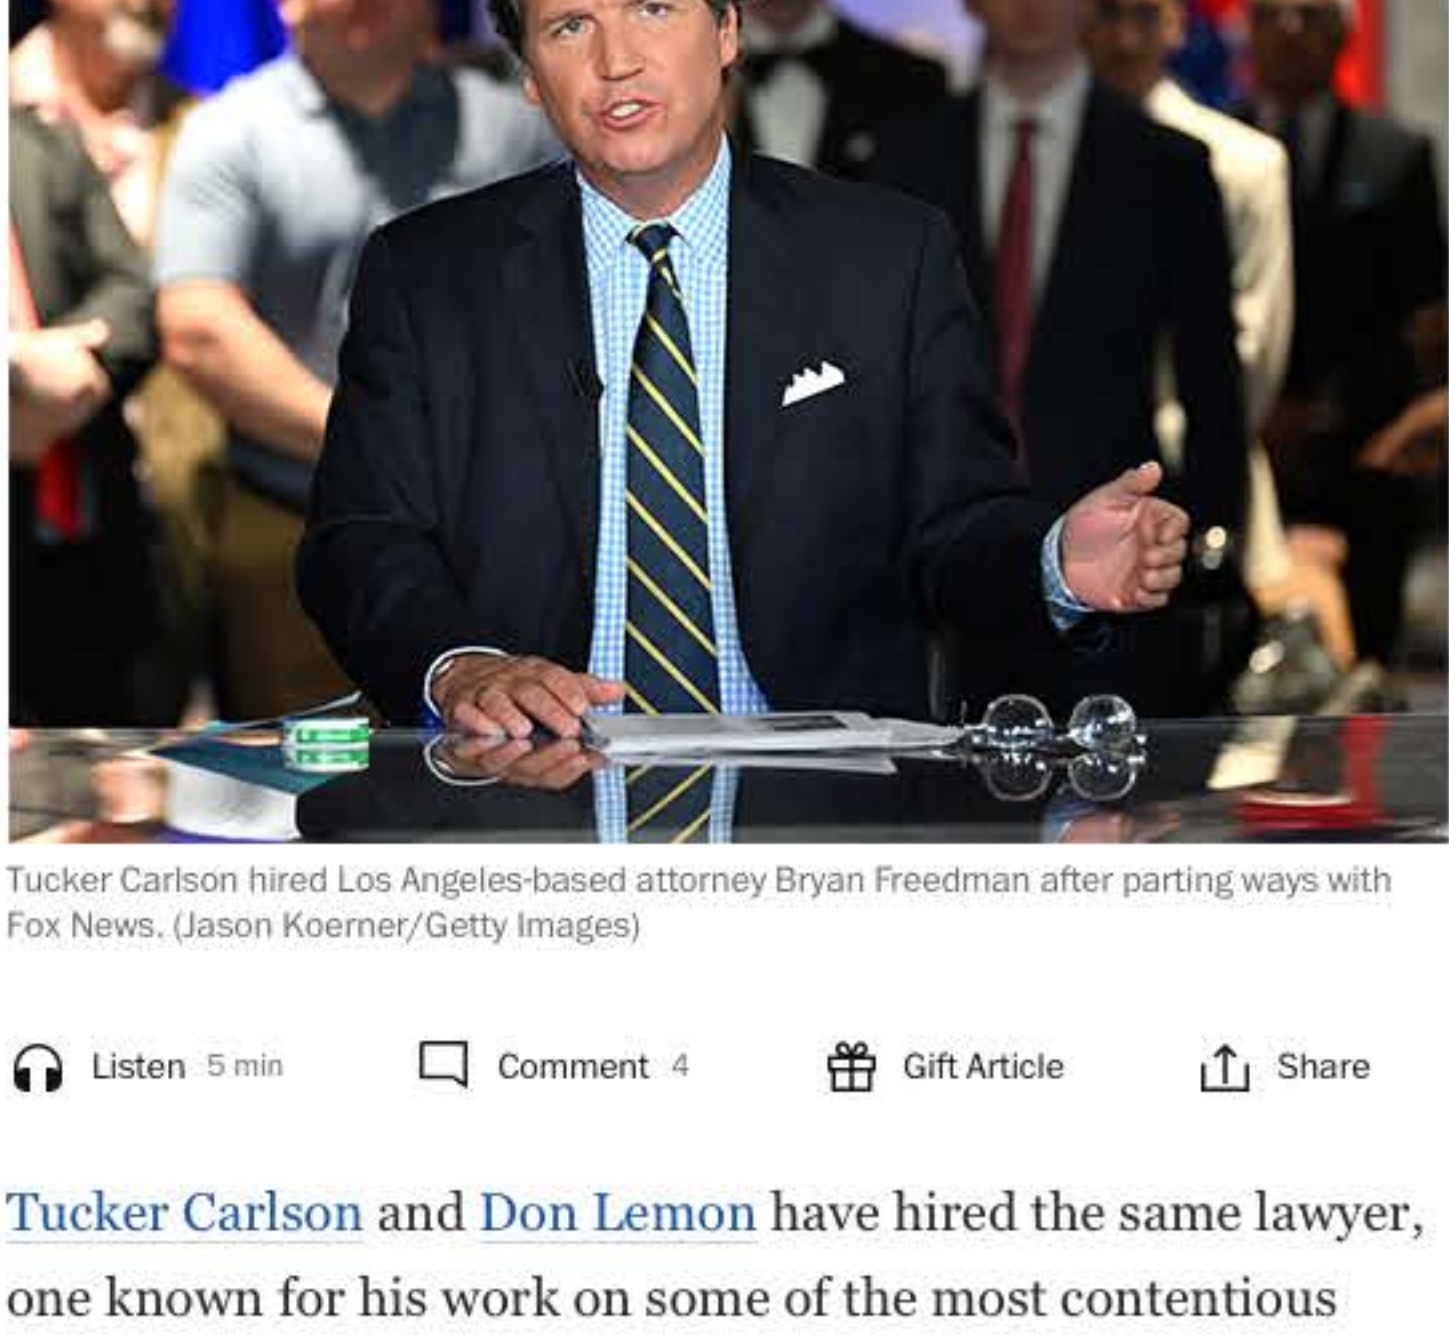 Tucker Carlson hired Los Angeles-based attorney Bryan Freedman after parting ways with
Fox News. (Jason Koerner/Getty Images)
Listen 5 min Comment 4 Gift Article Share
Tucker Carlson and Don Lemon have hired the same lawyer,
one known for his work on some of the most contentious